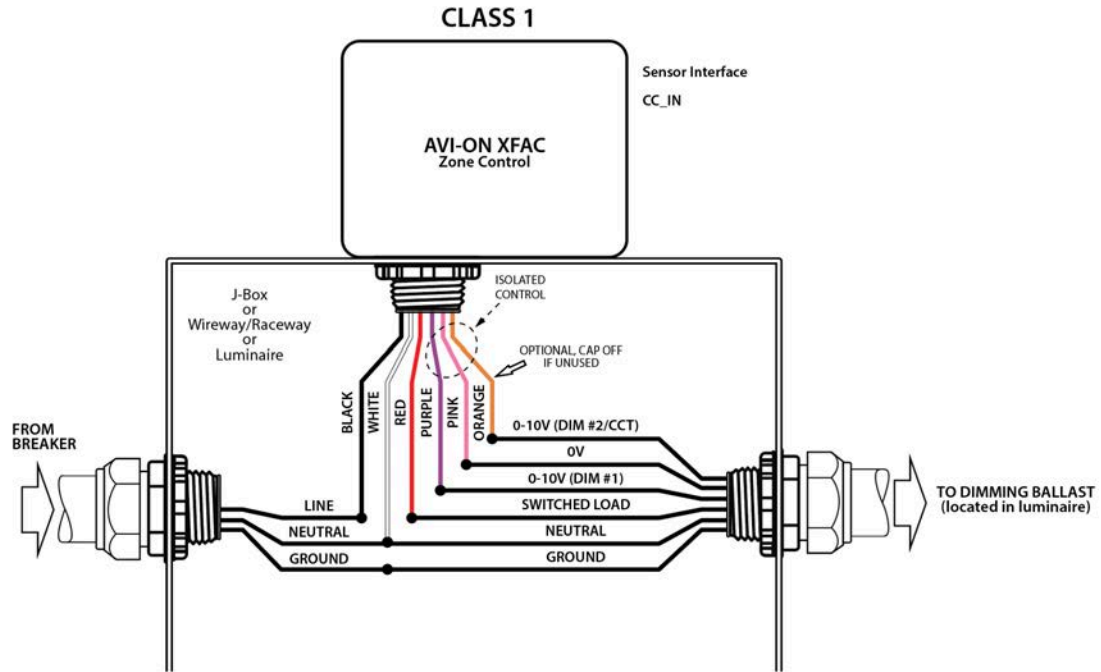 CLASS 1
AVI-ON XFAC
Zone Control
Sensor Interface
CC_IN
J-Box
or
Wireway/Raceway
or
Luminaire
ISOLATED
CONTROL
OPTIONAL, CAP OFF
IF UNUSED
BLACK
WHITE
RED
PURPLE
PINK
ORANGE
FROM
BREAKER
LINE
NEUTRAL
GROUND
0-10V (DIM #2/CCT)
0V
0-10V (DIM #1)
SWITCHED LOAD
NEUTRAL
GROUND
TO DIMMING BALLAST
(located in luminaire)